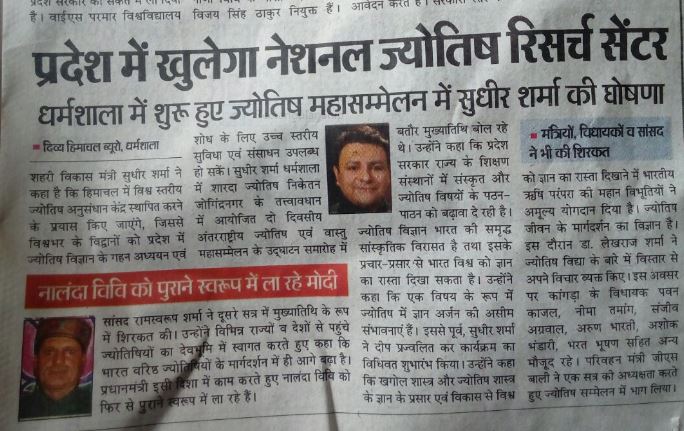 है। वाईएस परमार विश्वविद्यालय
विजय सिंह ठाकुर नियुक्त हैं।
आवेदन करते हैं।
प्रदेश में खुलेगा नेशनल ज्योतिष रिसर्च सेंटर
धर्मशाला में शुरू हुए ज्योतिष महासम्मेलन में सुधीर शर्मा की घोषणा
दिव्य हिमाचल ब्यूरो, धर्मशाला
शहरी विकास मंत्री सुधीर शर्मा ने
कहा है कि हिमाचल में विश्व स्तरीय
ज्योतिष अनुसंधान केंद्र स्थापित करने
के प्रयास किए जाएंगे, जिससे
विश्वभर के विद्वानों को प्रदेश में
ज्योतिष विज्ञान के गहन अध्ययन एवं
शोध के लिए उच्च स्तरीय
सुविधा एवं संसाधन उपलब्ध
हो सकें। सुधीर शर्मा धर्मशाला
में शारदा ज्योतिष निकेतन
जोगिंद्रनगर के तत्त्वावधान
में आयोजित दो दिवसीय
अंतरराष्ट्रीय ज्योतिष एवं वास्तु
महासम्मेलन के उद्घाटन समारोह में
बतौर मुख्यातिथि बोल रहे
थे। उन्होंने कहा कि प्रदेश
सरकार राज्य के शिक्षण
संस्थानों में संस्कृत और
ज्योतिष विषयों के पठन-
पाठन को बढ़ावा दे रही है।
ज्योतिष विज्ञान भारत की समृद्ध
सांस्कृतिक विरासत है तथा इसके
प्रचार-प्रसार से भारत विश्व को ज्ञान
का रास्ता दिखा सकता है। उन्होंने
कहा कि एक विषय के रूप में
ज्योतिष में ज्ञान अर्जन की असीम
संभावनाएं हैं। इससे पूर्व, सुधीर शर्मा
ने दीप प्रज्वलित कर कार्यक्रम का
विधिवत शुभारंभ किया। उन्होंने कहा
कि खगोल शास्त्र और ज्योतिष शास्त्र
के ज्ञान के प्रसार एवं विकास से विश्व
मंत्रियों, विधायकों व सांसद
ने भी की शिरकत
को ज्ञान का रास्ता दिखाने में भारतीय
ऋषि परंपरा की महान विभूतियों ने
अमूल्य योगदान दिया है। ज्योतिष
जीवन के मार्गदर्शन का विज्ञान है।
इस दौरान डा. लेखराज शर्मा ने
ज्योतिष विद्या के बारे में विस्तार से
अपने विचार व्यक्त किए। इस अवसर
पर कांगड़ा के विधायक पवन
काजल, नीमा तमांग, संजीव
अग्रवाल, अरुण भारती, अशोक
भंडारी, भरत भूषण सहित अन्य
मौजूद रहे। परिवहन मंत्री जीएस
बाली ने एक सत्र की अध्यक्षता करते
हुए ज्योतिष सम्मेलन में भाग लिया।
नालंदा विवि को पुराने स्वरूप में ला रहे मोदी
सांसद रामस्वरूप शर्मा ने दूसरे सत्र में मुख्यातिथि के रूप
में शिरकत की। उन्होंने विभिन्न राज्यों व देशों से पहुंचे
ज्योतिषियों का देवभूमि में स्वागत करते हुए कहा कि
भारत वरिष्ठ ज्योतिषियों के मार्गदर्शन में ही आगे बढ़ा है।
प्रधानमंत्री इसी दिशा में काम करते हुए नालंदा विवि को
फिर से पुराने स्वरूप में ला रहे हैं।